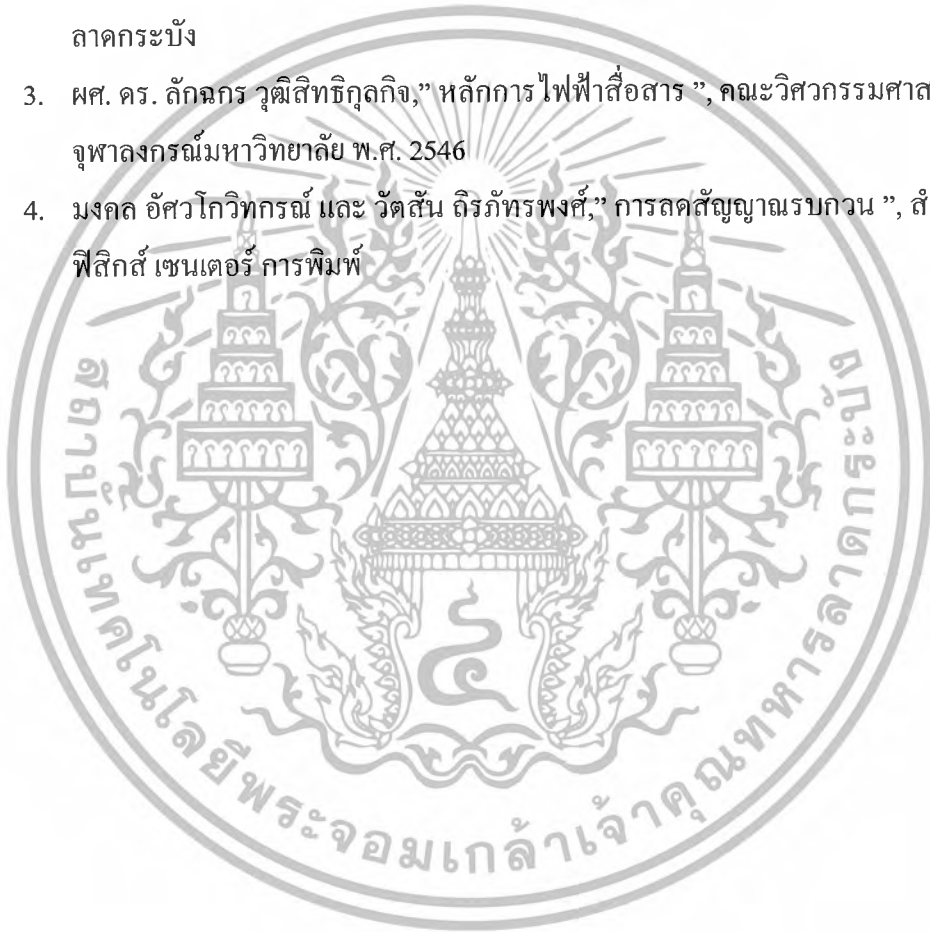 ลาดกระบัง
3. ผศ. ดร. ลักฉกร วุฒิสิทธิกุลกิจ,” หลักการไฟฟ้าสื่อสาร ”, คณะวิศวกรรมศาส
จุฬาลงกรณ์มหาวิทยาลัย พ.ศ. 2546
4. มงคล อัศวโกวิทกรณ์ และ วัตสัน ถิรภัทรพงศ์,” การลดสัญญาณรบกวน ”, สํ
ฟิสิกส์ เซนเตอร์ การพิมพ์
๔
สถาบันเทคโนโลยีพระจอมเกล้าเจ้าคุณทหารลาดกระบัง